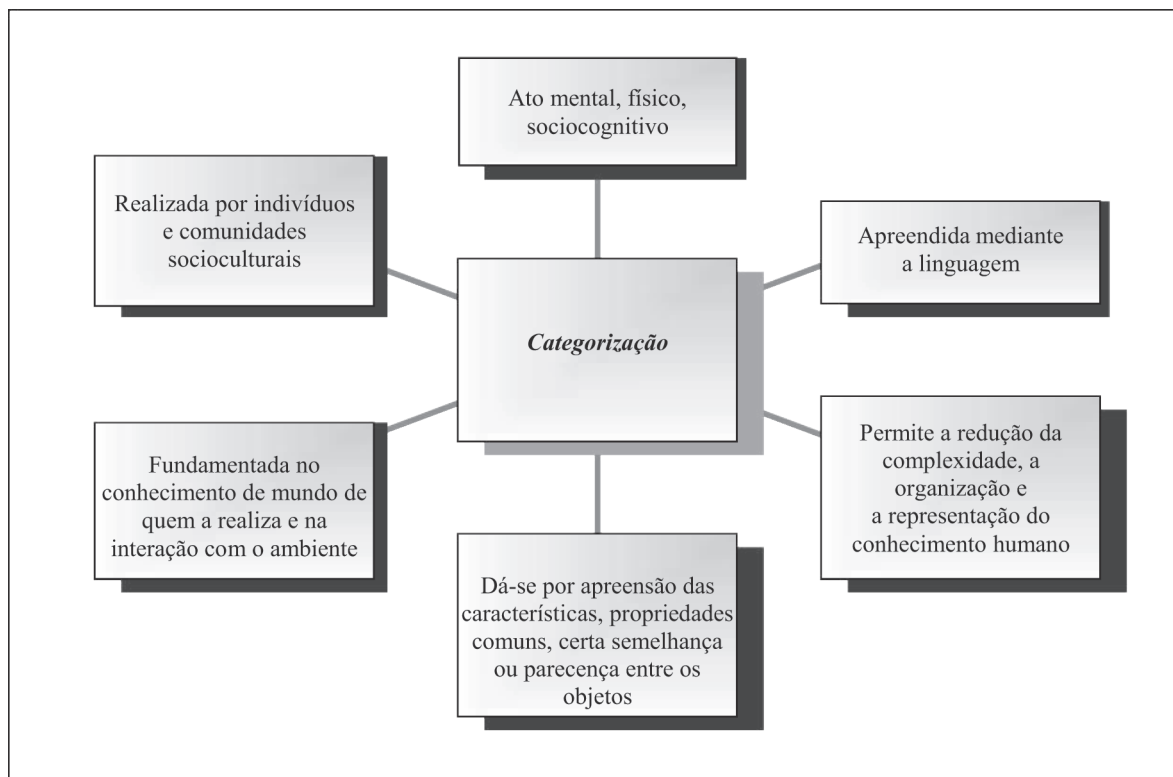 Ato mental, físico,
sociocognitivo
Realizada por indivíduos
e comunidades
socioculturais
Apreendida mediante
a linguagem
Categorização
Fundamentada no
conhecimento de mundo de
quem a realiza e na
interação com o ambiente
Permite a redução da
complexidade, a
organização e
a representação do
conhecimento humano
Dá-se por apreensão das
características, propriedades
comuns, certa semelhança
ou parecença entre os
objetos